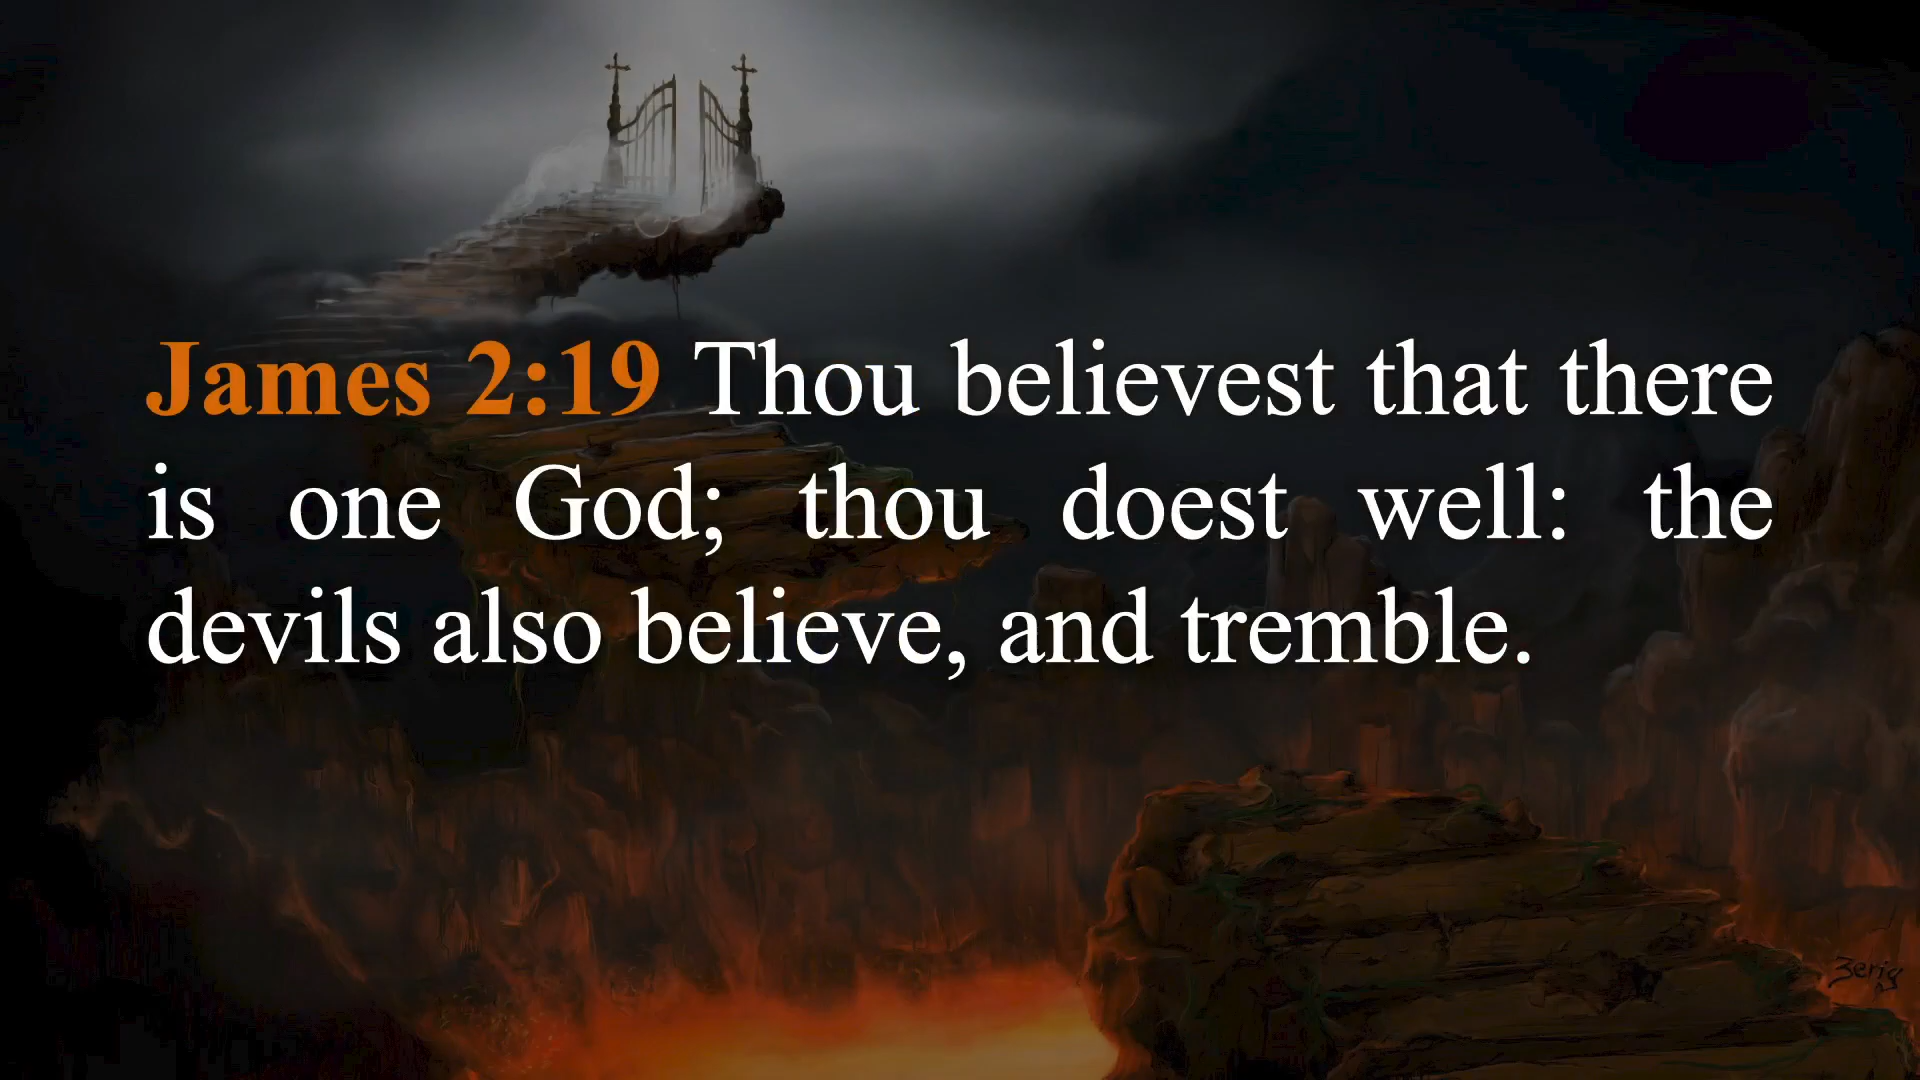 James 2:19 Thou believest that there
is one God; thou doest well: the
devils also believe, and tremble.
Zerig